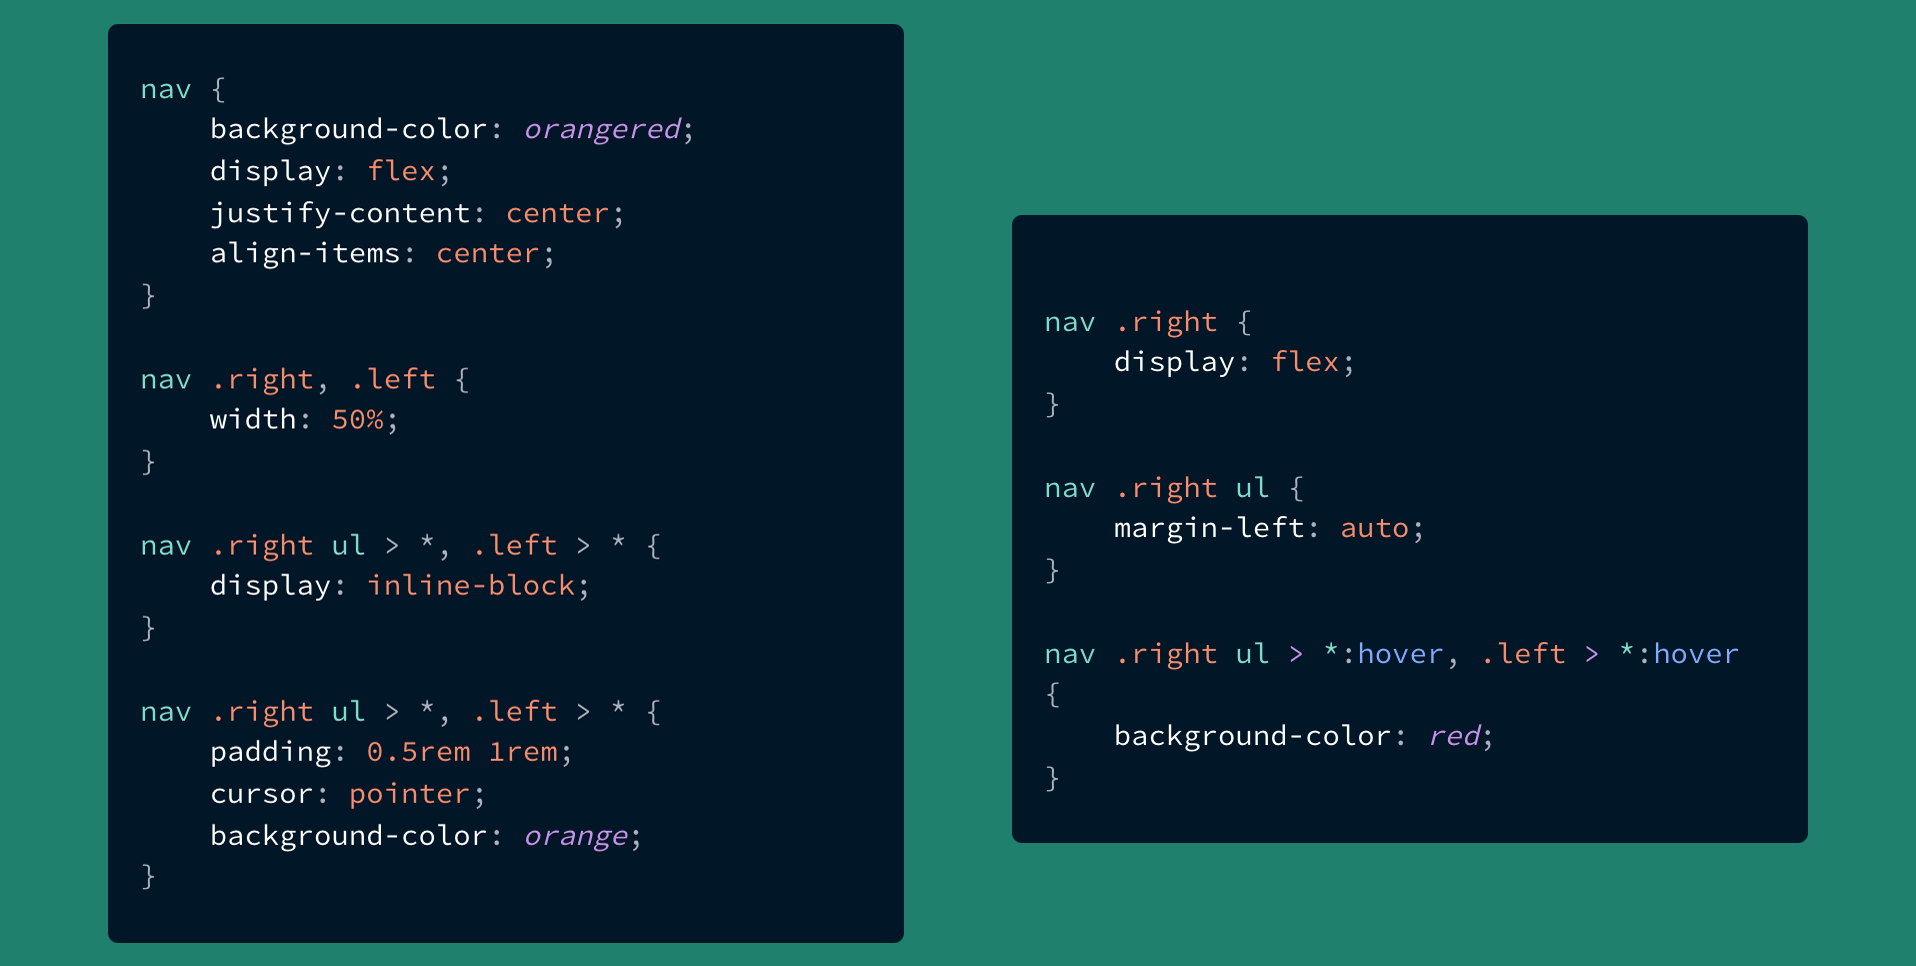 nav {
    background-color: orangered;
    display: flex;
    justify-content: center;
    align-items: center;
}

nav .right, .left {
    width: 50%;
}

nav .right ul > *, .left > * {
    display: inline-block;
}

nav .right ul > *, .left > * {
    padding: 0.5rem 1rem;
    cursor: pointer;
    background-color: orange;
}

nav .right {
    display: flex;
}

nav .right ul {
    margin-left: auto;
}

nav .right ul > *:hover, .left > *:hover
{
    background-color: red;
}